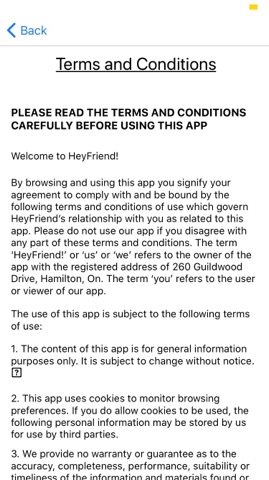 Back
Terms and Conditions
PLEASE READ THE TERMS AND CONDITIONS
CAREFULLY BEFORE USING THIS APP
Welcome to HeyFriend!
By browsing and using this app you signify your
agreement to comply with and be bound by the
following terms and conditions of use which govern
HeyFriend's relationship with you as related to this
app. Please do not use our app if you disagree with
any part of these terms and conditions. The term
'HeyFriend!' or 'us' or 'we' refers to the owner of the
app with the registered address of 260 Guildwood
Drive, Hamilton, On. The term 'you' refers to the user
or viewer of our app.
The use of this app is subject to the following terms
of use:
1. The content of this app is for general information
purposes only. It is subject to change without notice.
?
2. This app uses cookies to monitor browsing
preferences. If you do allow cookies to be used, the
following personal information may be stored by us
for use by third parties.
3. We provide no warranty or guarantee as to the
accuracy, completeness, performance, suitability or
timeliness of the information and materials found or